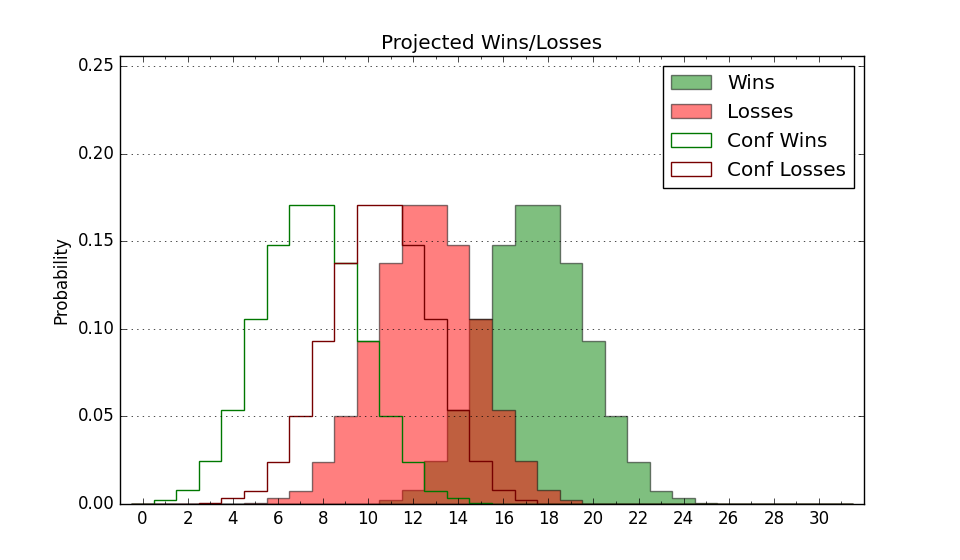 Projected Wins/Losses
0.25
0.20
0.15
0.10
0.05
0.00
Probability
Wins
Losses
Conf Wins
Conf Losses
0 2 4 6 8 10 12 14 16 18 20 22 24 26 28 30